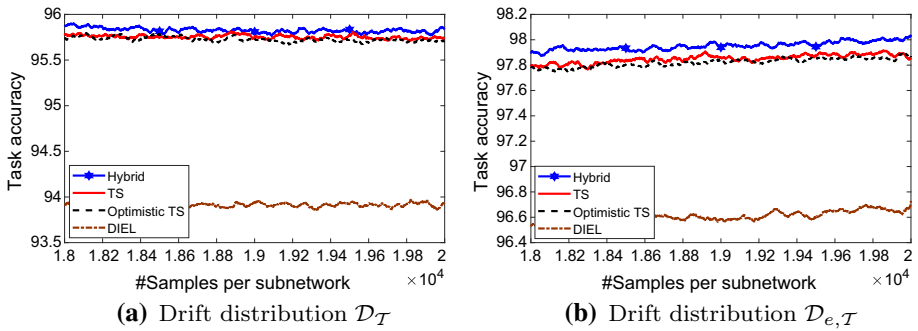 96
95.5
95
94.5
94
93.5
Task accuracy
Hybrid
TS
Optimistic TS
DIEL
1.8 1.82 1.84 1.86 1.88 1.9 1.92 1.94 1.96 1.98 2
#Samples per subnetwork ×10⁴
(a) Drift distribution 𝒟_𝒯
98.2
98
97.8
97.6
97.4
97.2
97
96.8
96.6
96.4
Task accuracy
Hybrid
TS
Optimistic TS
DIEL
1.8 1.82 1.84 1.86 1.88 1.9 1.92 1.94 1.96 1.98 2
#Samples per subnetwork ×10⁴
(b) Drift distribution 𝒟_{e,𝒯}